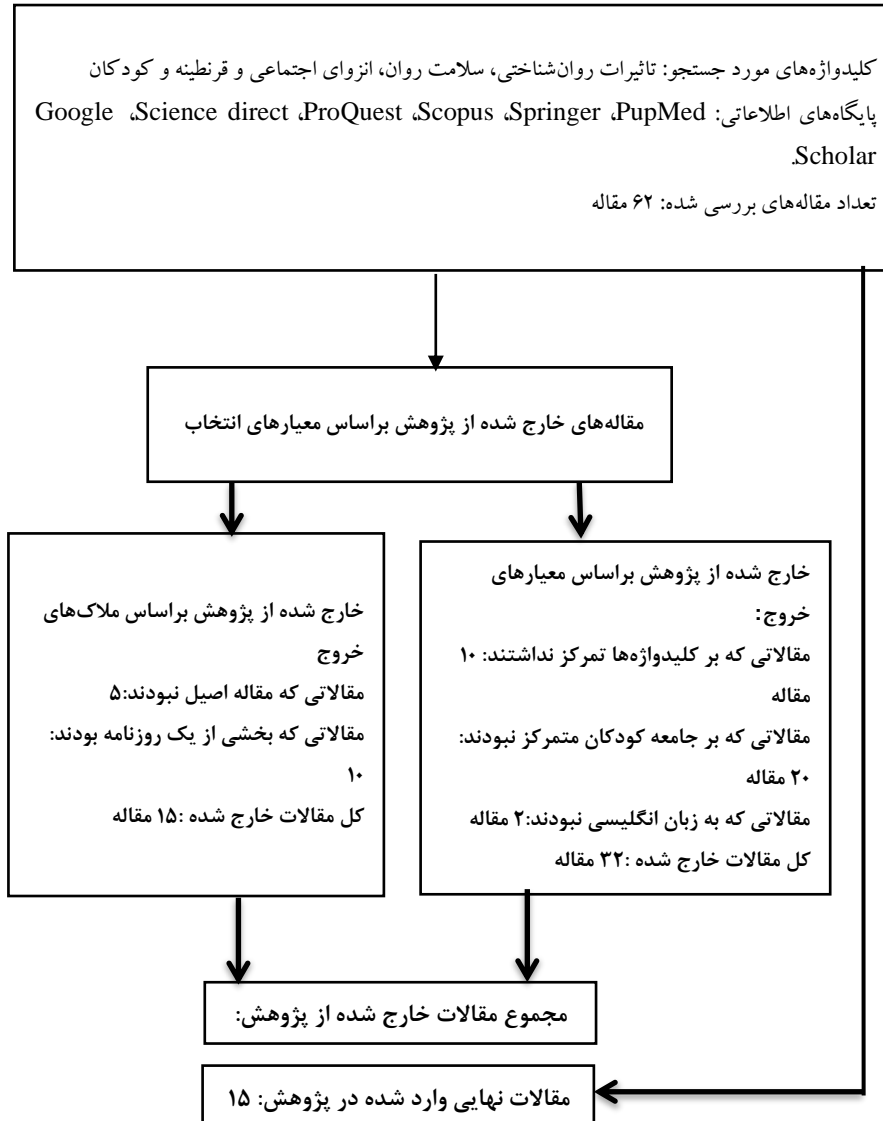 کلیدواژه‌های مورد جستجو: تاثیرات روان‌شناختی، سلامت روان، انزوای اجتماعی و قرنطینه و کودکان
پایگاه‌های اطلاعاتی: PupMed، Springer، Scopus، ProQuest، Science direct، Google
Scholar.
تعداد مقاله‌های بررسی شده: ۶۲ مقاله
مقاله‌های خارج شده از پژوهش براساس معیارهای انتخاب
خارج شده از پژوهش براساس معیارهای
خروج:
مقالاتی که بر کلیدواژه‌ها تمرکز نداشتند: ۱۰
مقاله
مقالاتی که بر جامعه کودکان متمرکز نبودند:
۲۰ مقاله
مقالاتی که به زبان انگلیسی نبودند:۲ مقاله
کل مقالات خارج شده :۳۲ مقاله
خارج شده از پژوهش براساس ملاک‌های
خروج
مقالاتی که مقاله اصیل نبودند:۵
مقالاتی که بخشی از یک روزنامه بودند:
۱۰
کل مقالات خارج شده :۱۵ مقاله
مجموع مقالات خارج شده از پژوهش:
مقالات نهایی وارد شده در پژوهش: ۱۵